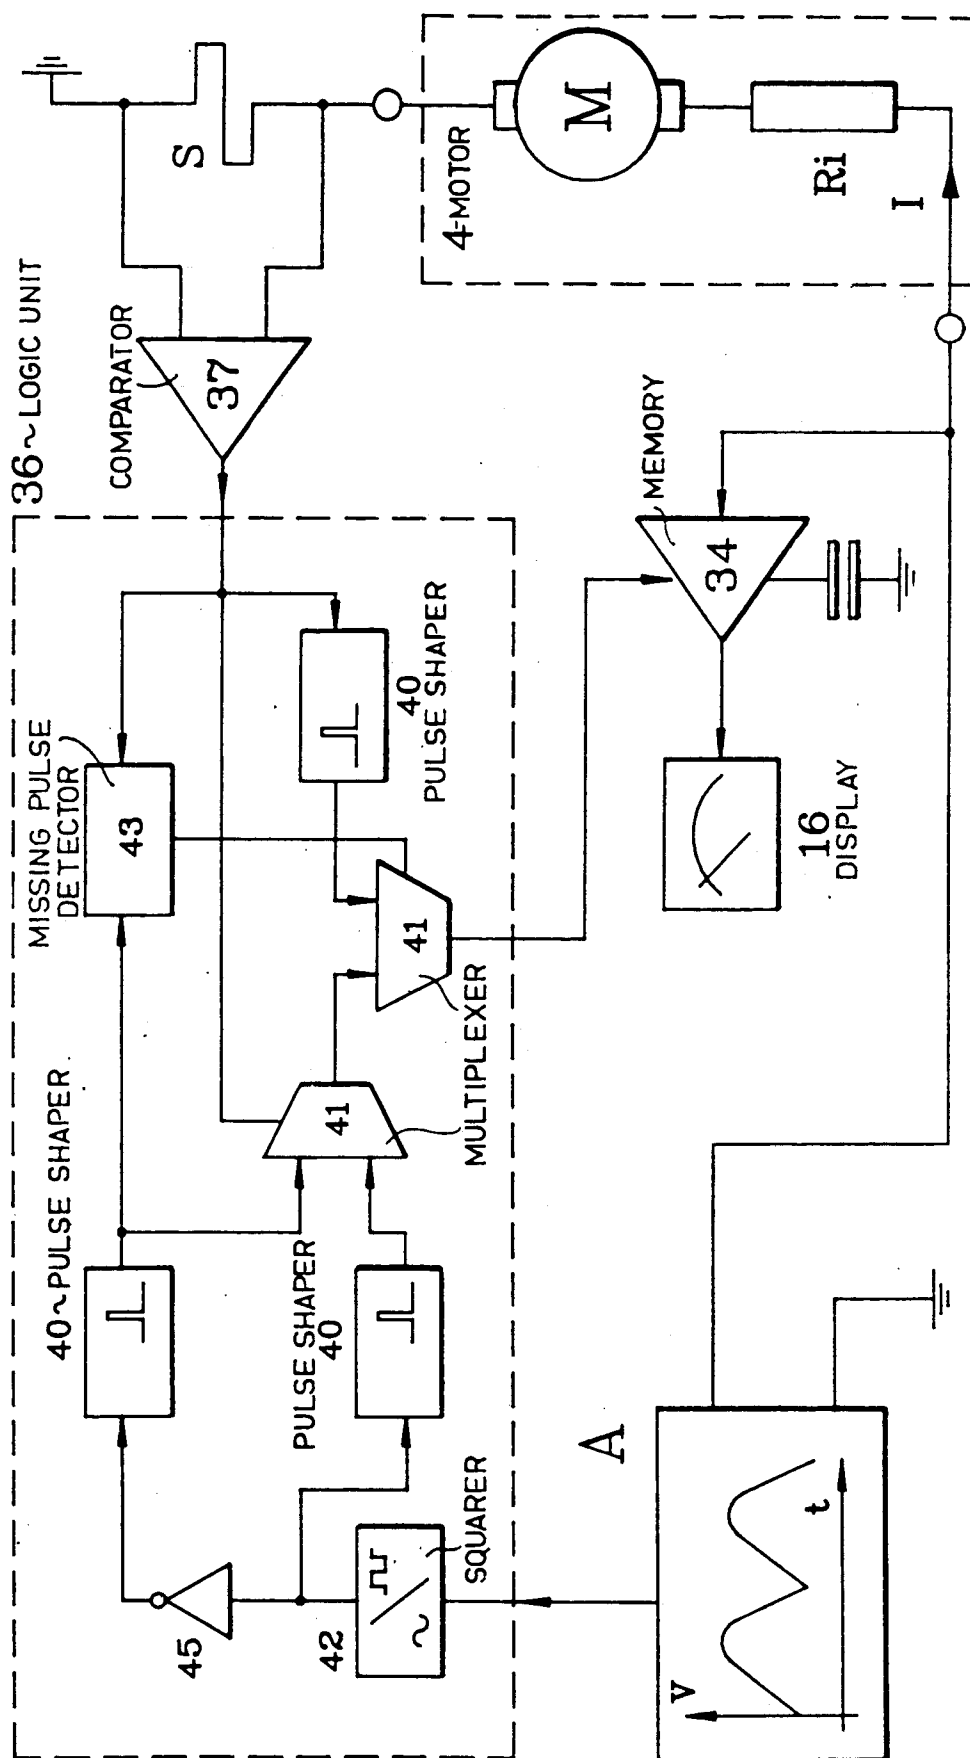 36~LOGIC UNIT
S
COMPARATOR
37
4-MOTOR
M
Ri
I
MISSING PULSE
DETECTOR
43
40
PULSE SHAPER
41
MULTIPLEXER
41
40~PULSE SHAPER
PULSE SHAPER
40
45
42
SQUARER
MEMORY
34
16
DISPLAY
A
V
t